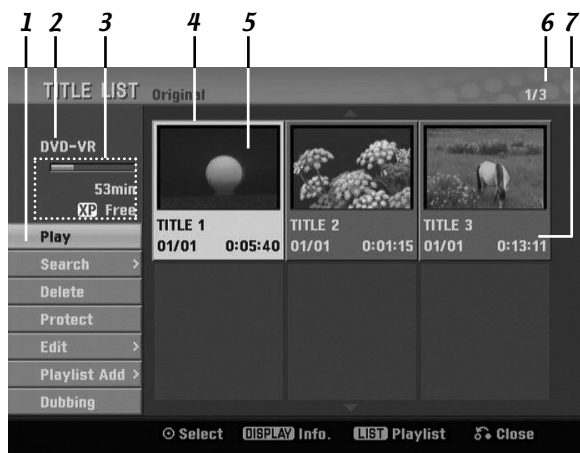 1 2 3 4 5 6 7
TITLE LIST Original 1/3
DVD-VR
53min
XP Free
Play
Search >
Delete
Protect
Edit >
Playlist Add >
Dubbing
TITLE 1
01/01 0:05:40
TITLE 2
01/01 0:01:15
TITLE 3
01/01 0:13:11
Select DISPLAY Info. LIST Playlist Close